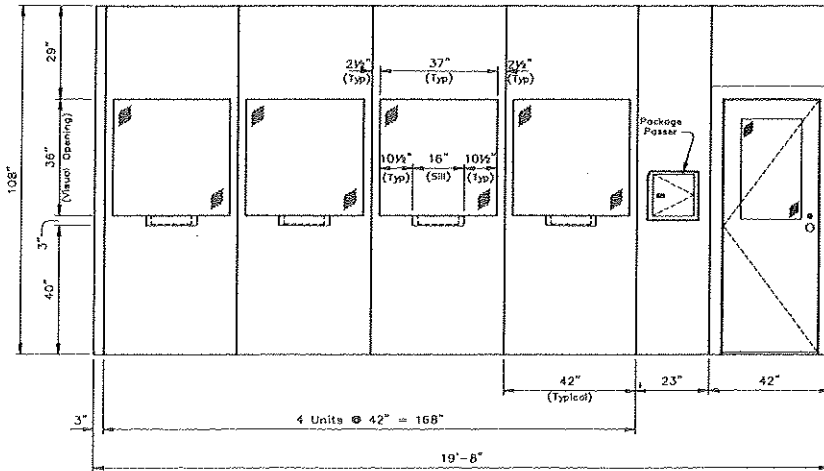 29"
2½"
(Typ)
37"
(Typ)
2½"
(Typ)
108"
36"
(Visual Opening)
Package
Passer
10½"
(Typ)
16"
(Sill)
10½"
(Typ)
3"
40"
42"
(Typical)
23"
42"
3"
4 Units @ 42" = 168"
19'-8"